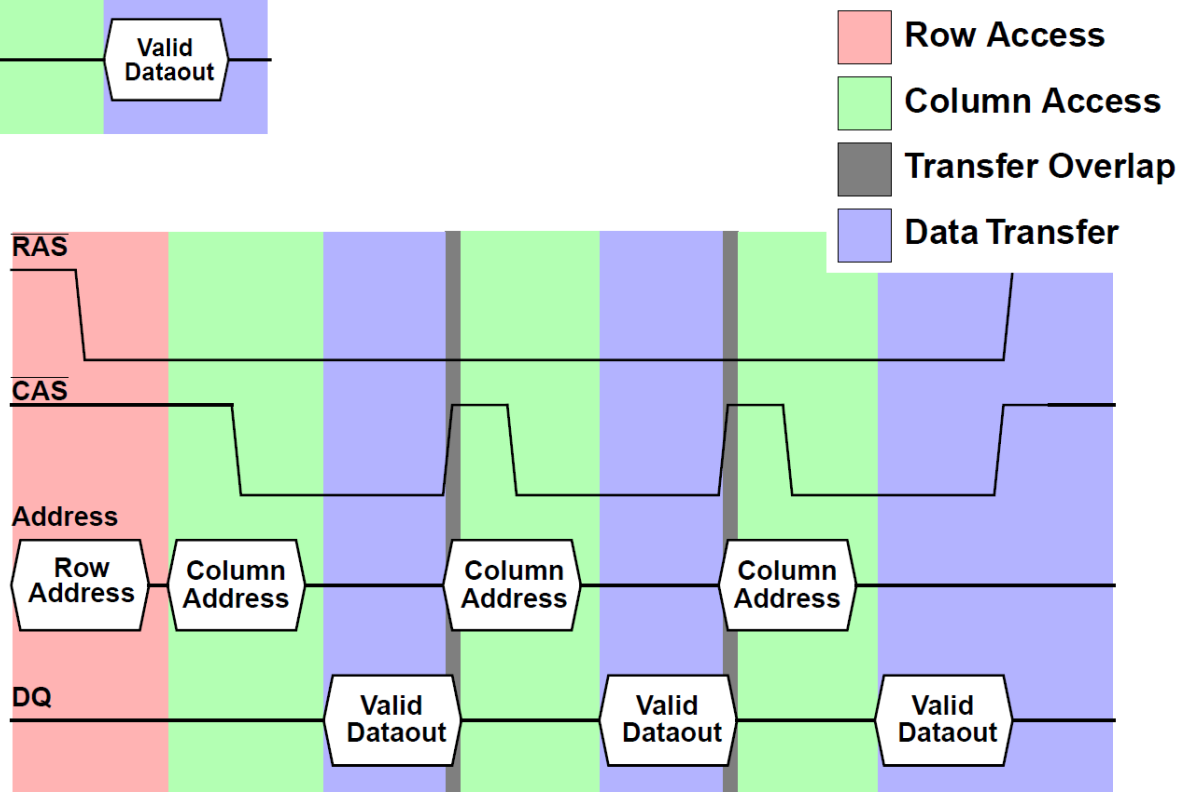 Valid
Dataout
Row Access
Column Access
Transfer Overlap
Data Transfer
RAS
CAS
Address
Row
Address
Column
Address
Column
Address
Column
Address
DQ
Valid
Dataout
Valid
Dataout
Valid
Dataout